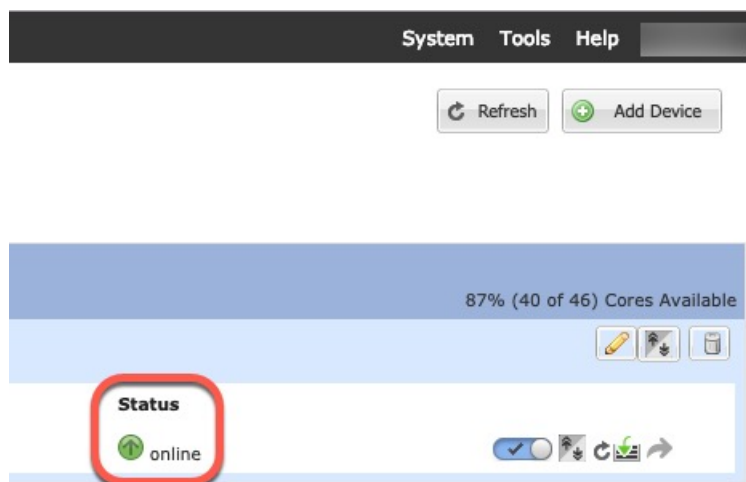 System Tools Help
Refresh Add Device
87% (40 of 46) Cores Available
Status
online